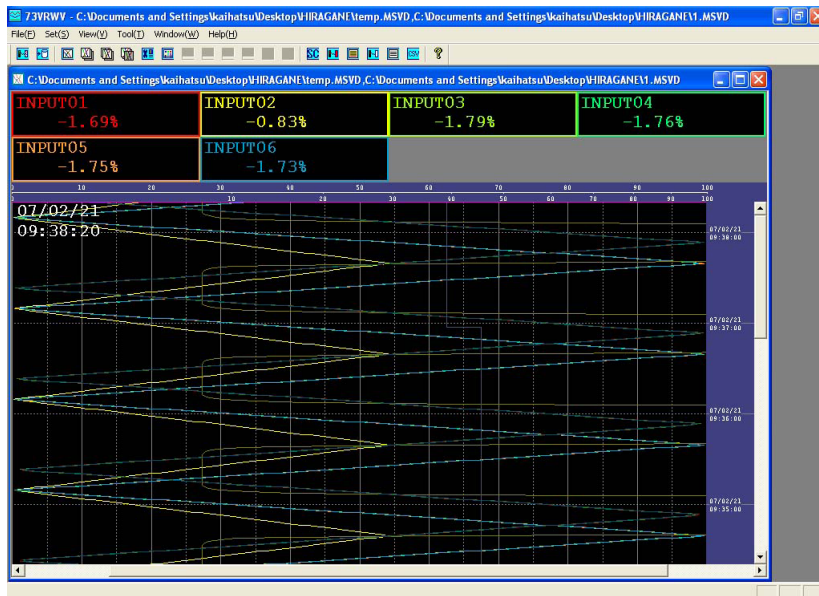 73VRWV - C:\Documents and Settings\kaihatsu\Desktop\HIRAGANE\temp.MSVD,C:\Documents and Settings\kaihatsu\Desktop\HIRAGANE\1.MSVD
File(F) Set(S) View(V) Tool(T) Window(W) Help(H)
SC CSV ?
C:\Documents and Settings\kaihatsu\Desktop\HIRAGANE\temp.MSVD,C:\Documents and Settings\kaihatsu\Desktop\HIRAGANE\1.MSVD
INPUT01 INPUT02 INPUT03 INPUT04
-1.69% -0.83% -1.79% -1.76%
INPUT05 INPUT06
-1.75% -1.73%
0 10 20 30 40 50 60 70 80 90 100
0 10 20 30 40 50 60 70 80 90 100
07/02/21
09:38:20
07/02/21
09:38:00
07/02/21
09:37:00
07/02/21
09:36:00
07/02/21
09:35:00